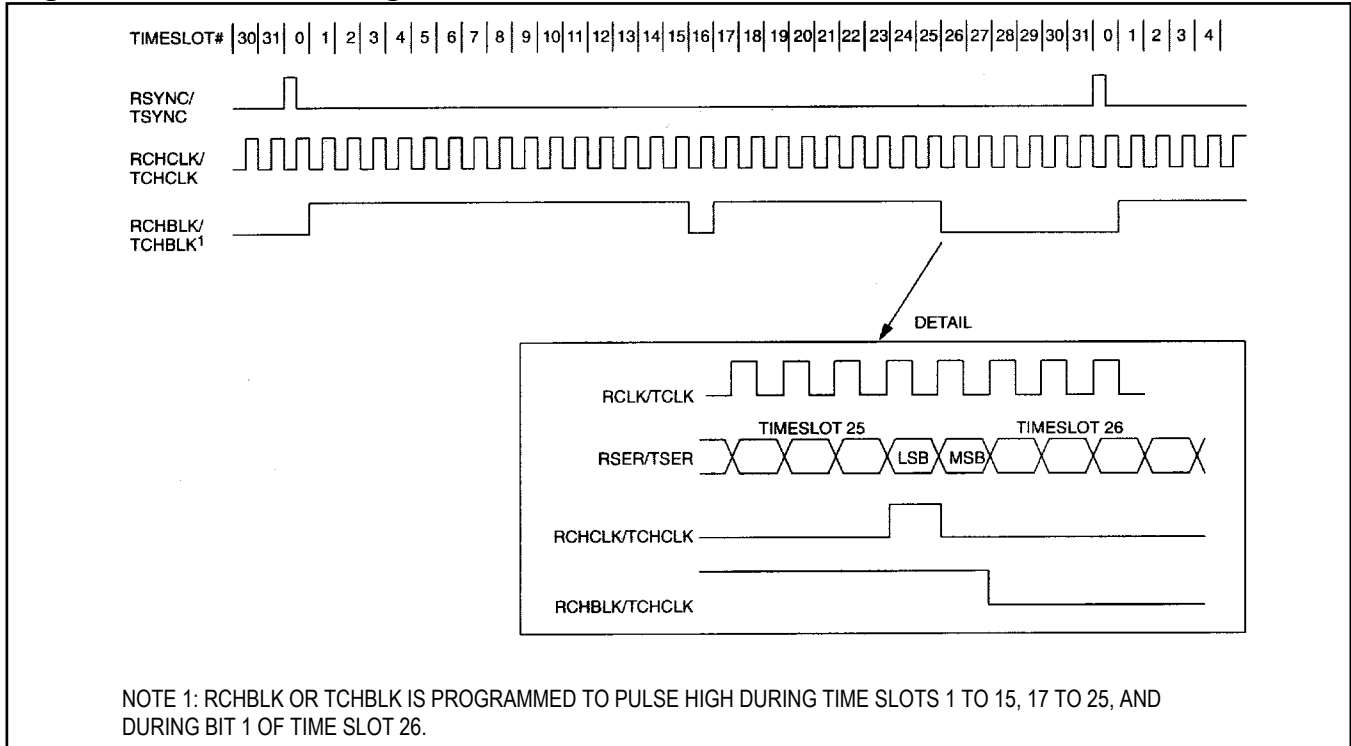 TIMESLOT# 30 31 0 1 2 3 4 5 6 7 8 9 10 11 12 13 14 15 16 17 18 19 20 21 22 23 24 25 26 27 28 29 30 31 0 1 2 3 4
RSYNC/
TSYNC
RCHCLK/
TCHCLK
RCHBLK/
TCHBLK1
DETAIL
RCLK/TCLK
TIMESLOT 25 TIMESLOT 26
RSER/TSER LSB MSB
RCHCLK/TCHCLK
RCHBLK/TCHCLK
NOTE 1: RCHBLK OR TCHBLK IS PROGRAMMED TO PULSE HIGH DURING TIME SLOTS 1 TO 15, 17 TO 25, AND
DURING BIT 1 OF TIME SLOT 26.